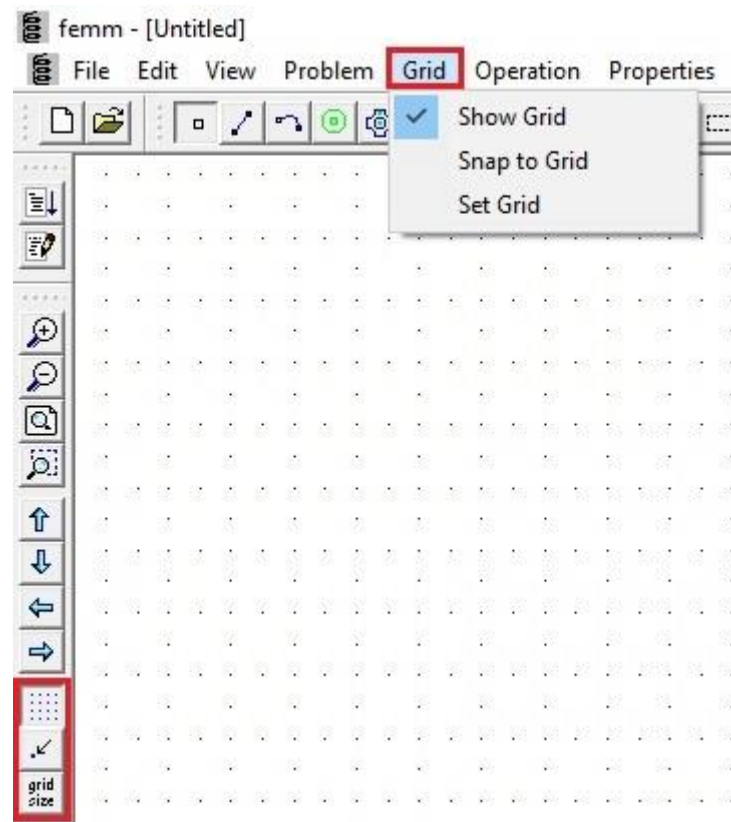 femm - [Untitled]
File Edit View Problem Grid Operation Properties
Show Grid
Snap to Grid
Set Grid
grid
size